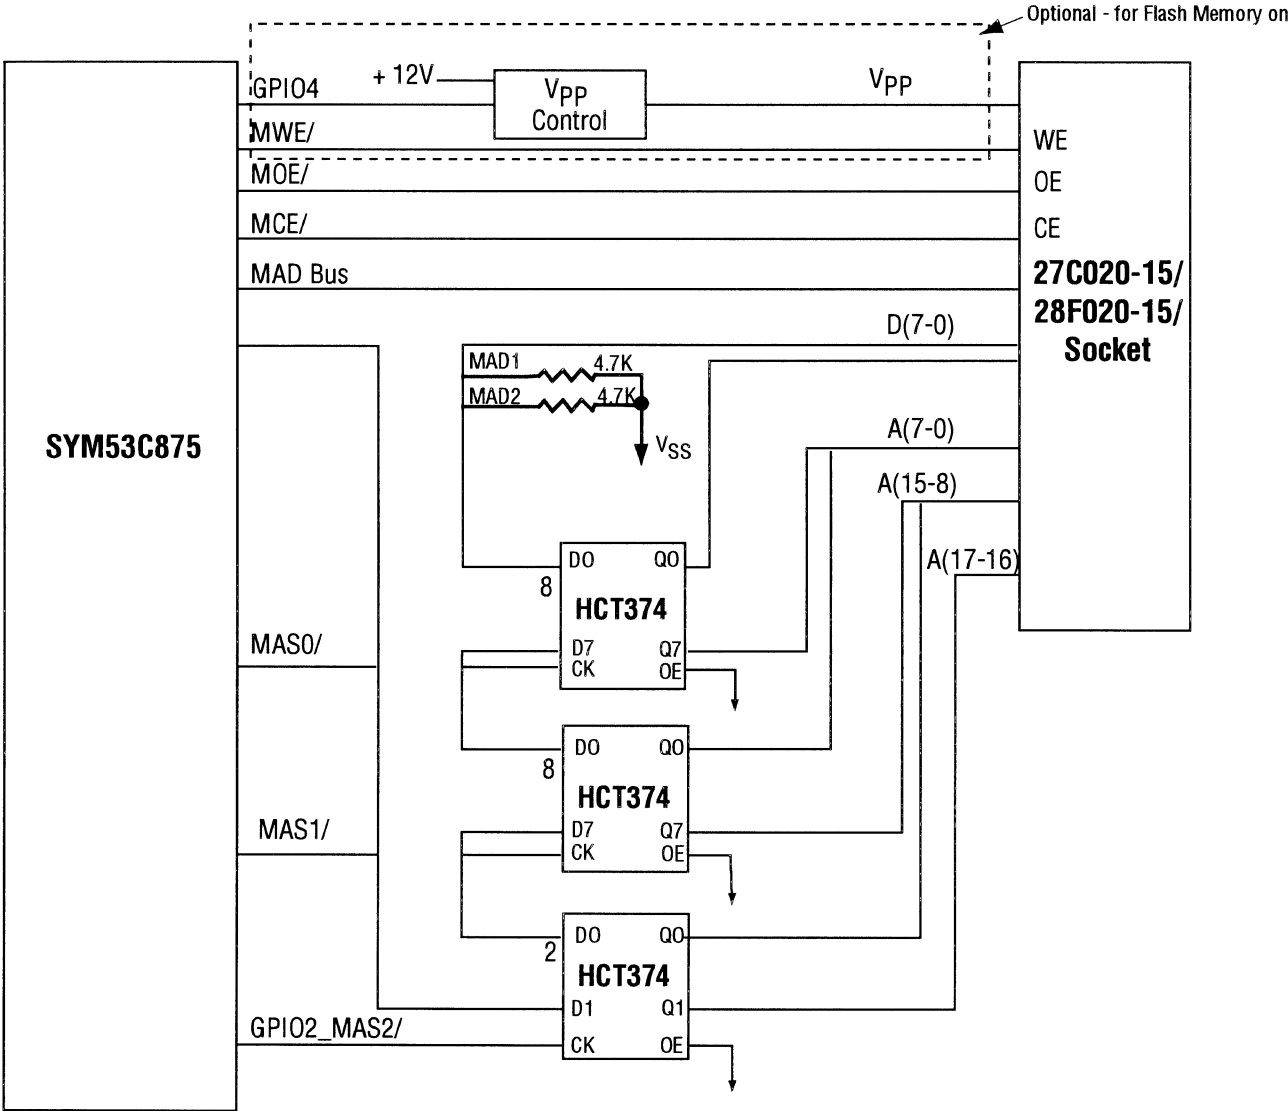 Optional - for Flash Memory on
GPIO4
+ 12V
VPP
Control
VPP
MWE/
WE
MOE/
OE
MCE/
CE
MAD Bus
27C020-15/
28F020-15/
Socket
D(7-0)
MAD1
4.7K
MAD2
4.7K
VSS
SYM53C875
A(7-0)
A(15-8)
A(17-16)
DO
QO
8
HCT374
D7
Q7
CK
OE
MAS0/
DO
QO
8
HCT374
D7
Q7
CK
OE
MAS1/
DO
QO
2
HCT374
D1
Q1
CK
OE
GPIO2_MAS2/